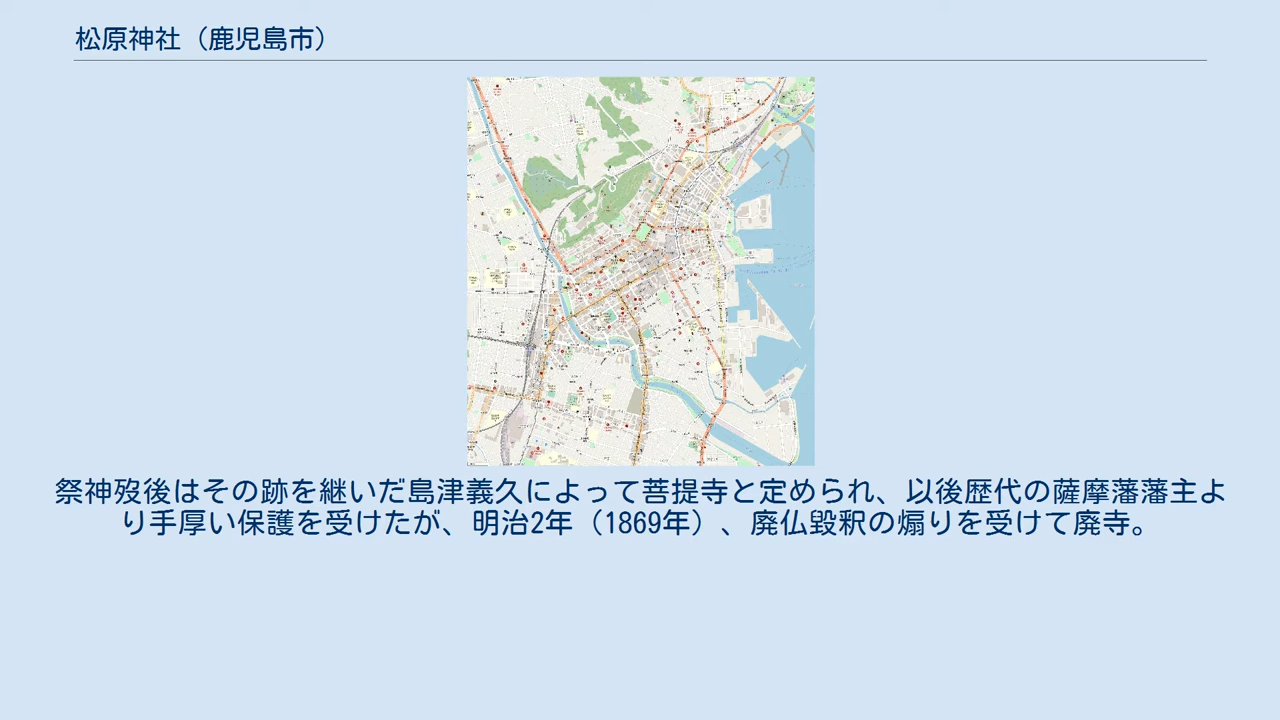 松原神社（鹿児島市）
祭神歿後はその跡を継いだ島津義久によって菩提寺と定められ、以後歴代の薩摩藩藩主よ
り手厚い保護を受けたが、明治2年（1869年）、廃仏毀釈の煽りを受けて廃寺。